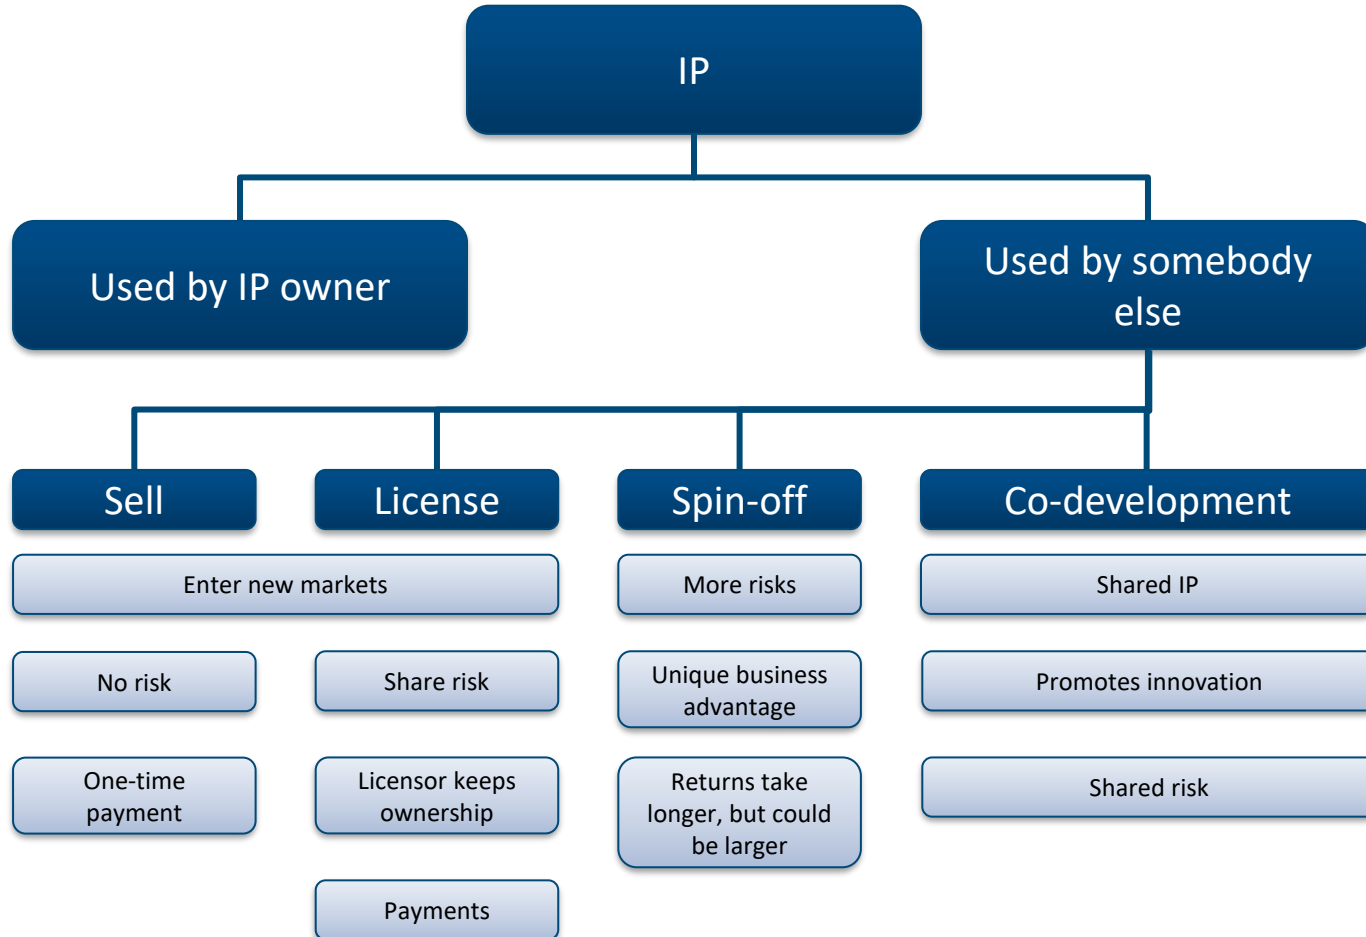 IP
Used by IP owner
Used by somebody
else
Sell
License
Spin-off
Co-development
Enter new markets
More risks
Shared IP
No risk
Share risk
Unique business
advantage
Promotes innovation
One-time
payment
Licensor keeps
ownership
Returns take
longer, but could
be larger
Shared risk
Payments